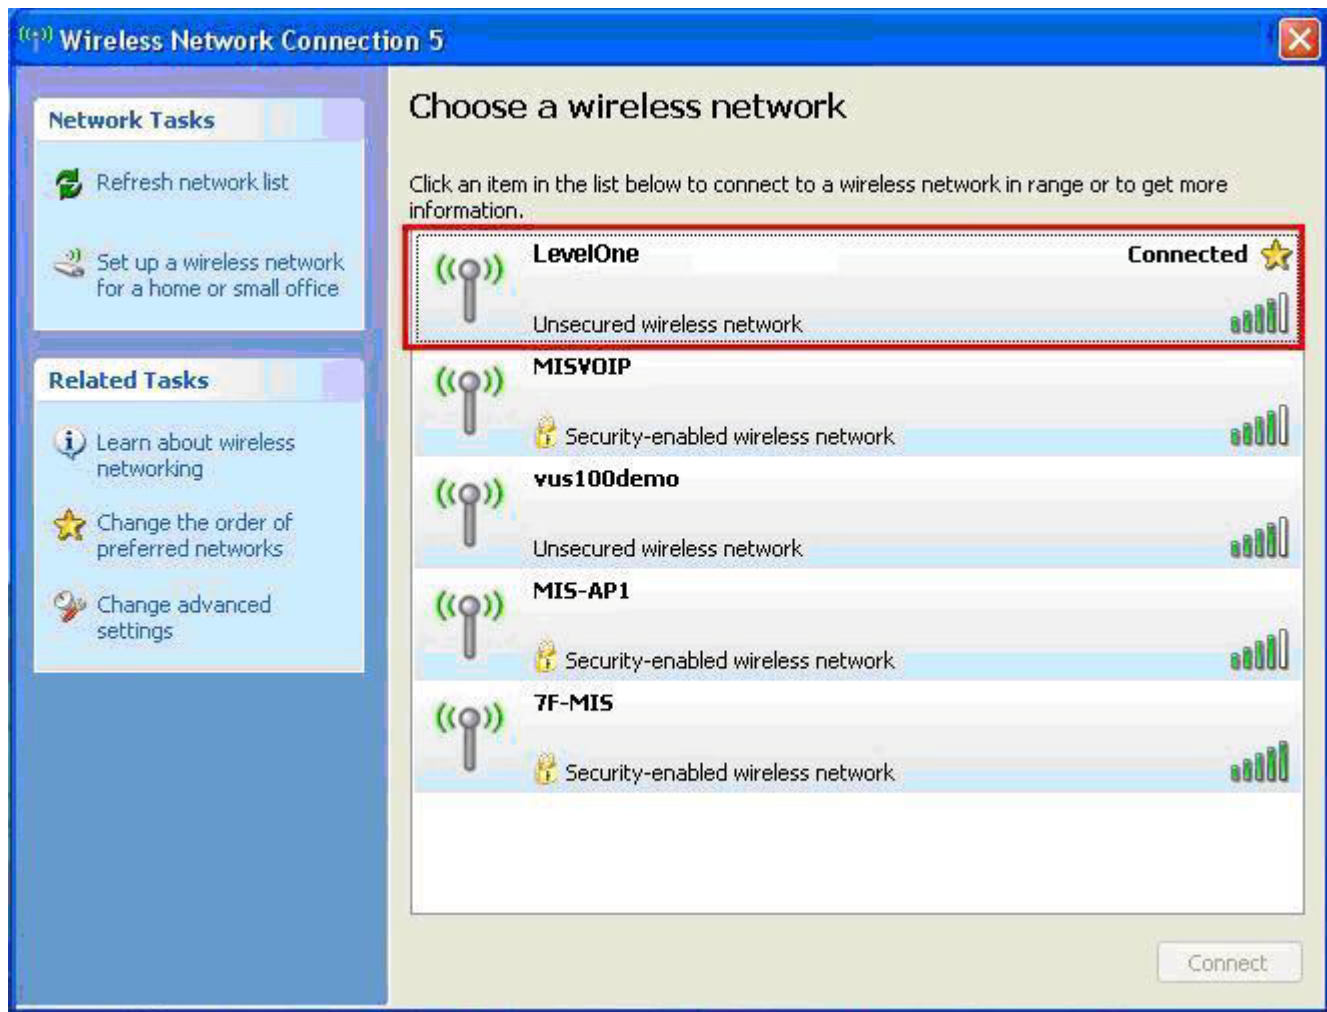 Wireless Network Connection 5
Network Tasks
Refresh network list
Set up a wireless network
for a home or small office
Related Tasks
Learn about wireless
networking
Change the order of
preferred networks
Change advanced
settings
Choose a wireless network
Click an item in the list below to connect to a wireless network in range or to get more
information.
LevelOne Connected
Unsecured wireless network
MISVOIP
Security-enabled wireless network
vus100demo
Unsecured wireless network
MIS-AP1
Security-enabled wireless network
7F-MIS
Security-enabled wireless network
Connect